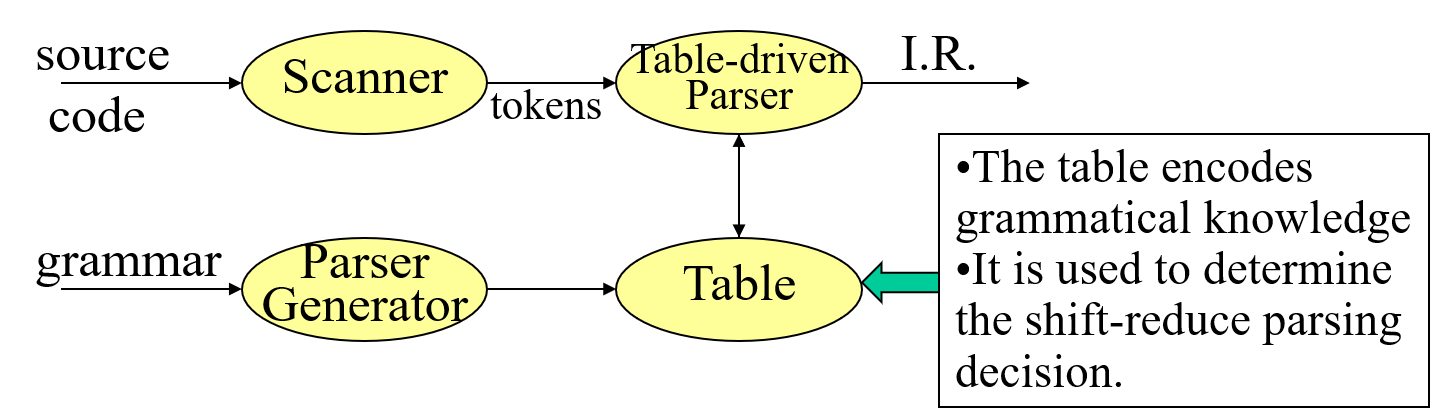 source
code
Scanner
tokens
Table-driven
Parser
I.R.
grammar
Parser
Generator
Table
•The table encodes
grammatical knowledge
•It is used to determine
the shift-reduce parsing
decision.